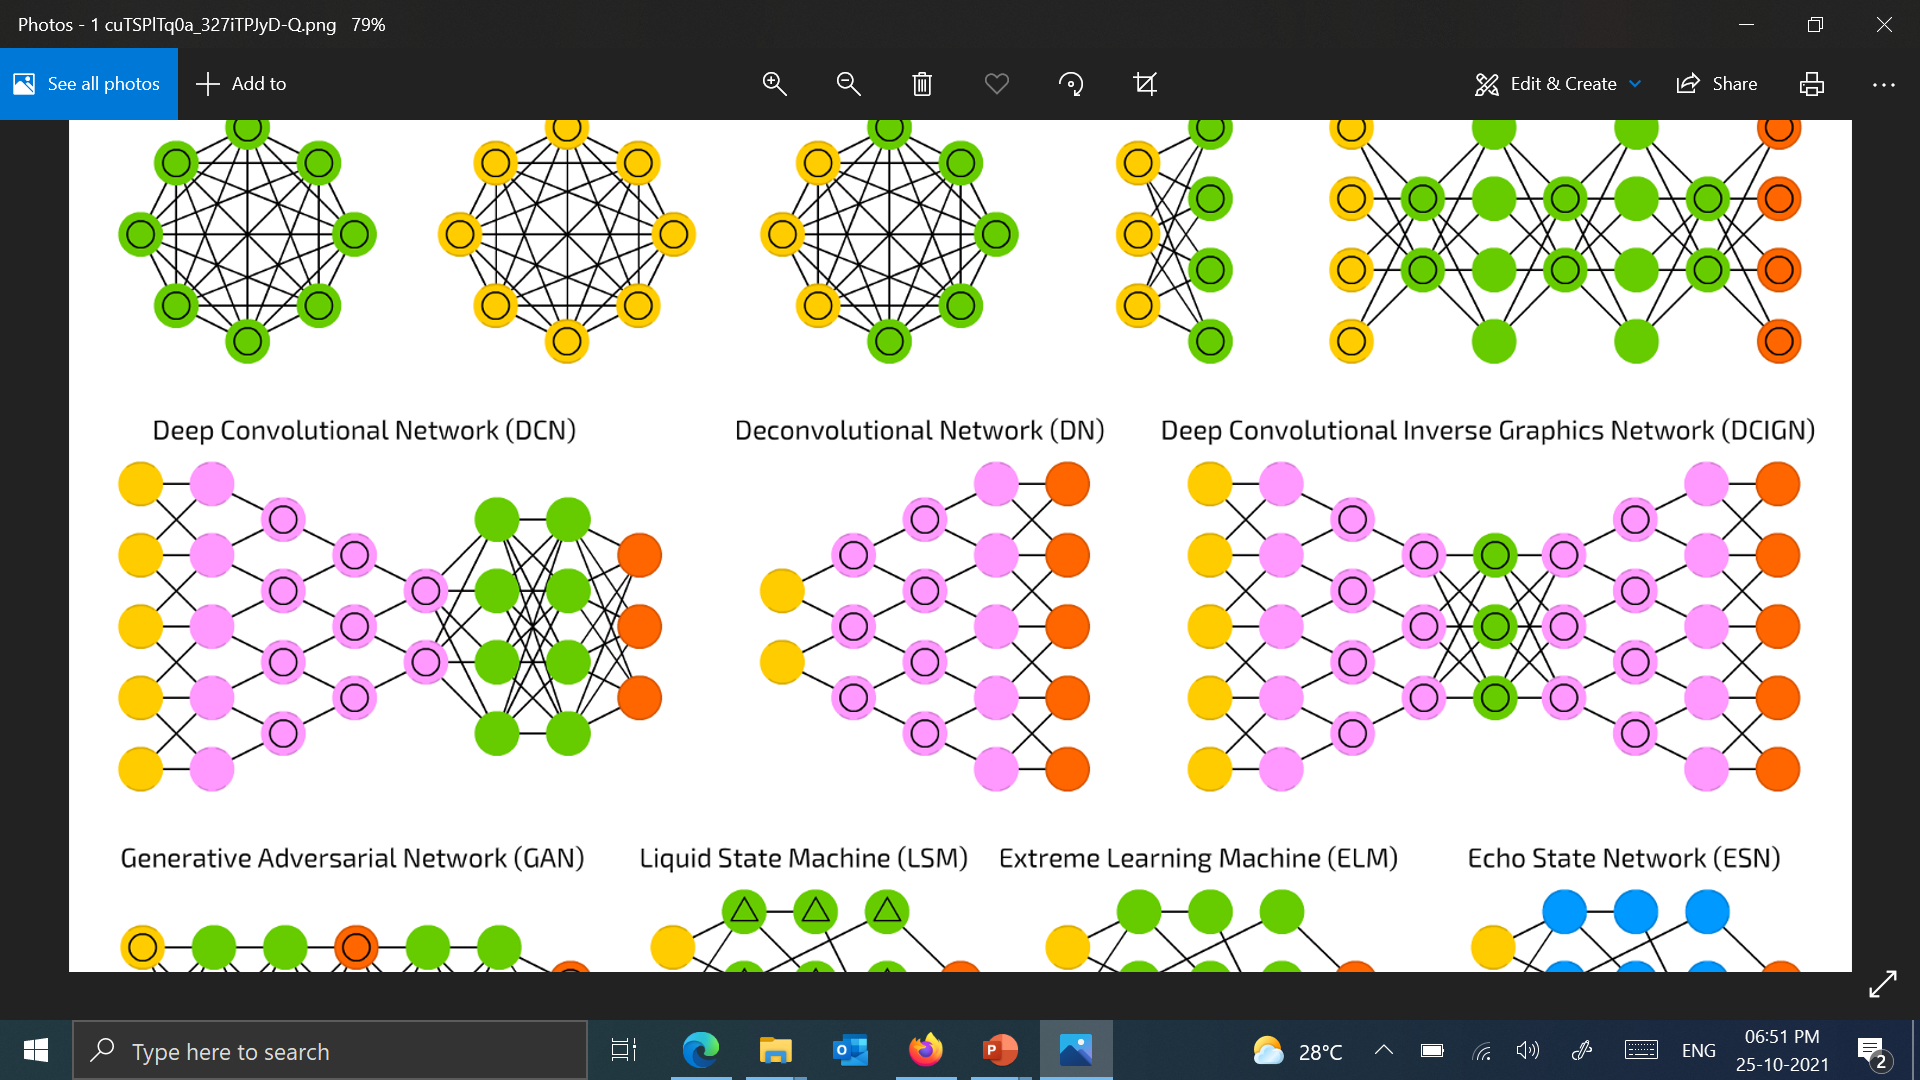 Photos - 1 cuTSPlTq0a_327iTPJyD-Q.png 79%
See all photos
Add to
Edit & Create
Share
Deep Convolutional Network (DCN)
Deconvolutional Network (DN)
Deep Convolutional Inverse Graphics Network (DCIGN)
Generative Adversarial Network (GAN)
Liquid State Machine (LSM)
Extreme Learning Machine (ELM)
Echo State Network (ESN)
Type here to search
28°C
ENG
06:51 PM
25-10-2021
2